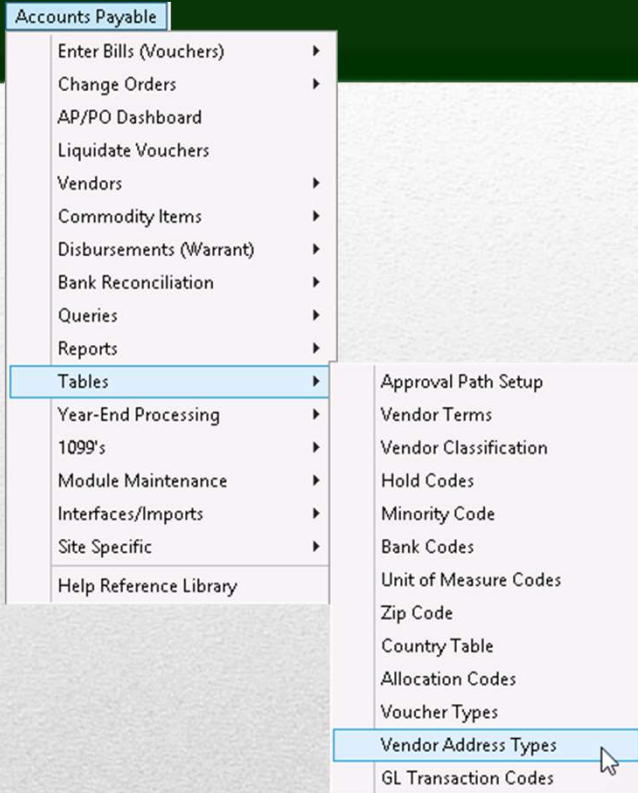 Accounts Payable
Enter Bills (Vouchers)
Change Orders
AP/PO Dashboard
Liquidate Vouchers
Vendors
Commodity Items
Disbursements (Warrant)
Bank Reconciliation
Queries
Reports
Tables
Year-End Processing
1099's
Module Maintenance
Interfaces/Imports
Site Specific
Help Reference Library
Approval Path Setup
Vendor Terms
Vendor Classification
Hold Codes
Minority Code
Bank Codes
Unit of Measure Codes
Zip Code
Country Table
Allocation Codes
Voucher Types
Vendor Address Types
GL Transaction Codes